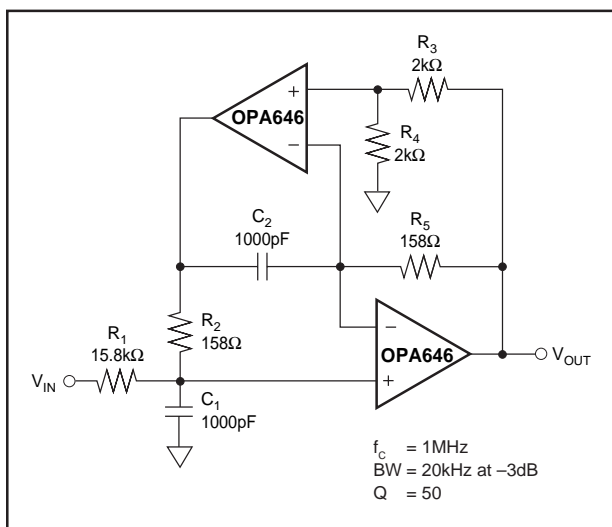 R3
2kΩ
+
OPA646
−
R4
2kΩ
C2
1000pF
R5
158Ω
R1
15.8kΩ
R2
158Ω
−
OPA646
+
VOUT
VIN
C1
1000pF
fc = 1MHz
BW = 20kHz at –3dB
Q = 50